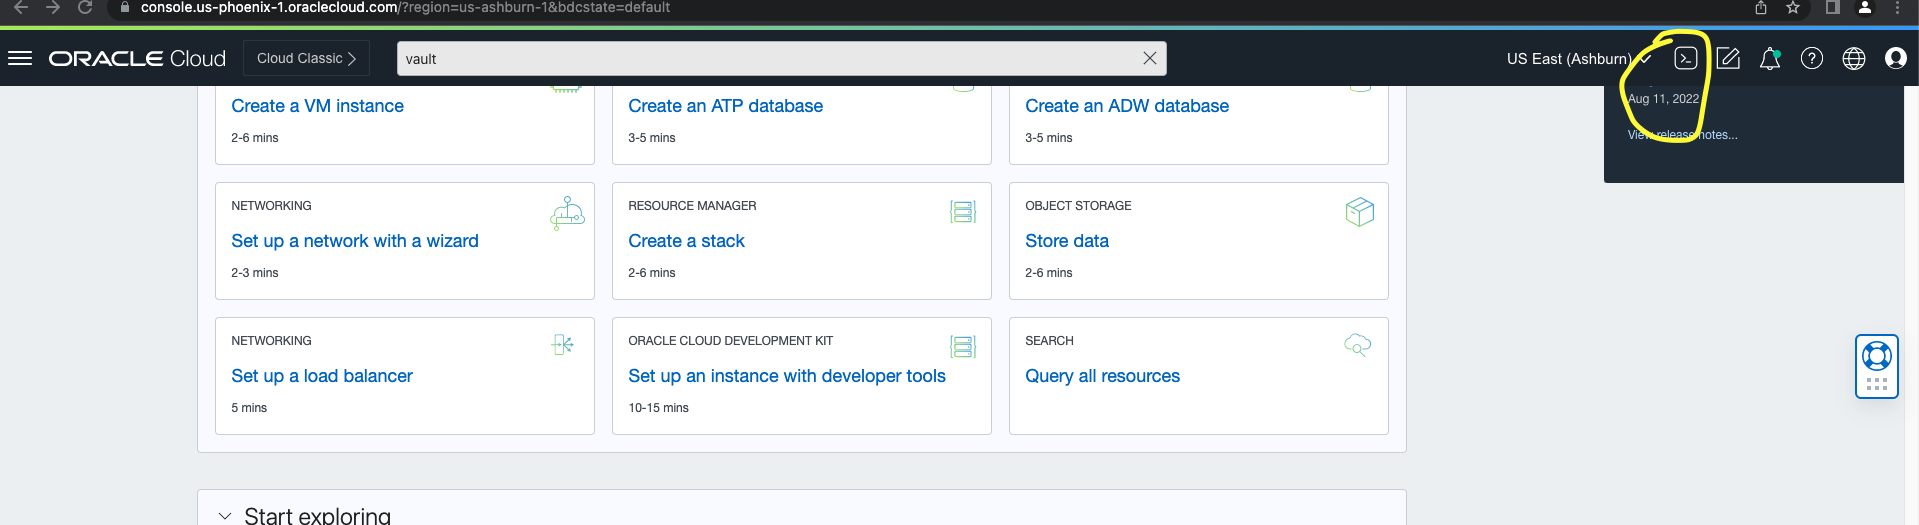 console.us-phoenix-1.oraclecloud.com/?region=us-ashburn-1&bdcstate=default
ORACLE Cloud
Cloud Classic >
vault
US East (Ashburn)
Create a VM instance
2-6 mins
Create an ATP database
3-5 mins
Create an ADW database
3-5 mins
Aug 11, 2022
View release notes...
NETWORKING
Set up a network with a wizard
2-3 mins
RESOURCE MANAGER
Create a stack
2-6 mins
OBJECT STORAGE
Store data
2-6 mins
NETWORKING
Set up a load balancer
5 mins
ORACLE CLOUD DEVELOPMENT KIT
Set up an instance with developer tools
10-15 mins
SEARCH
Query all resources
Start exploring